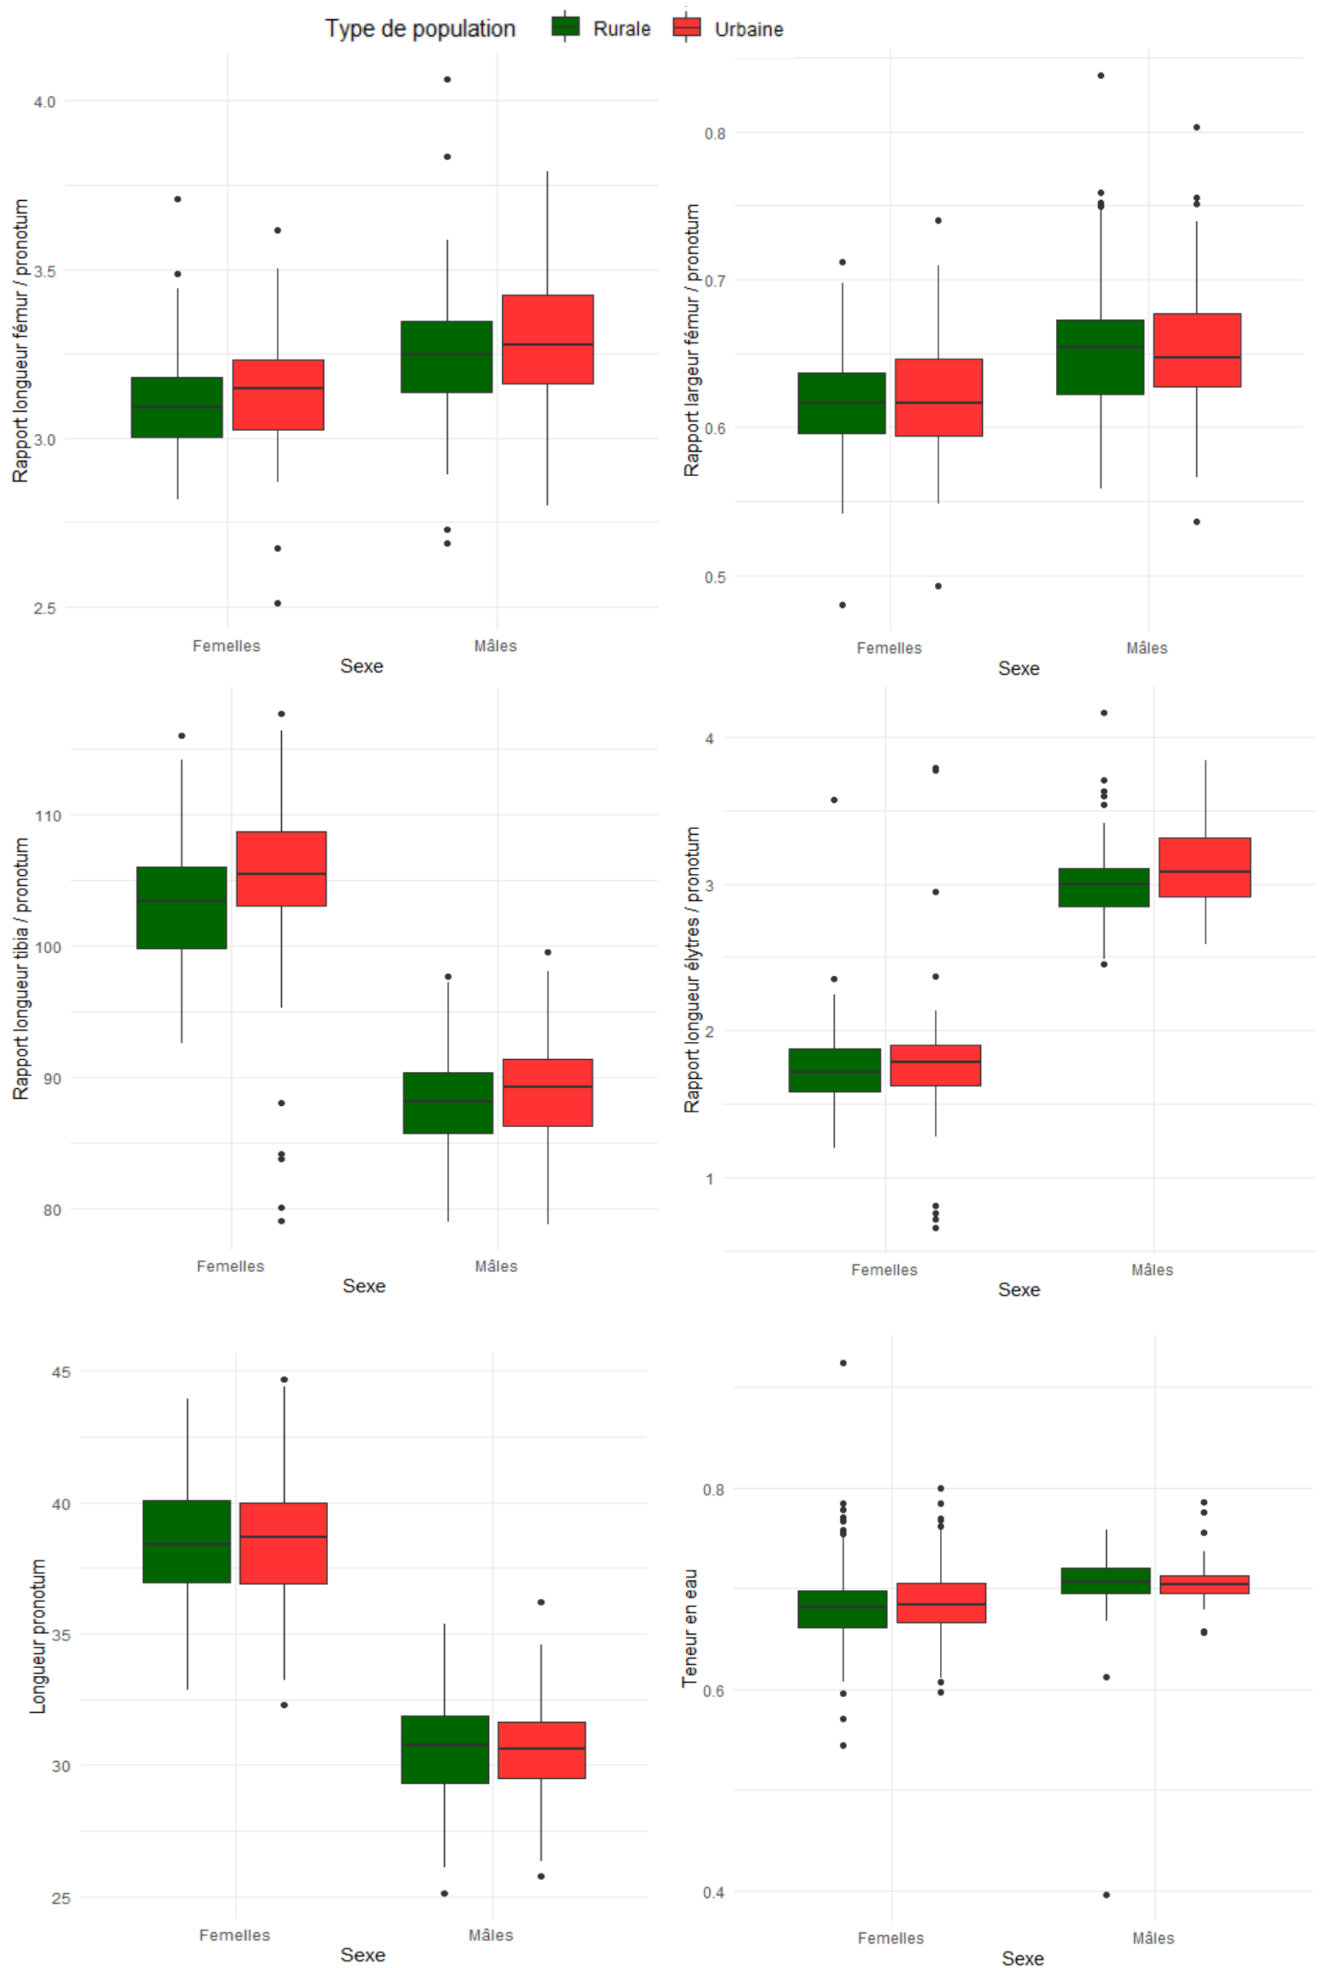 Type de population Rurale Urbaine
Rapport longueur fémur / pronotum
4.0
3.5
3.0
2.5
Femelles Mâles
Sexe
Rapport largeur fémur / pronotum
0.8
0.7
0.6
0.5
Femelles Mâles
Sexe
Rapport longueur tibia / pronotum
110
100
90
80
Femelles Mâles
Sexe
Rapport longueur élytres / pronotum
4
3
2
1
Femelles Mâles
Sexe
Longueur pronotum
45
40
35
30
25
Femelles Mâles
Sexe
Teneur en eau
0.8
0.6
0.4
Femelles Mâles
Sexe